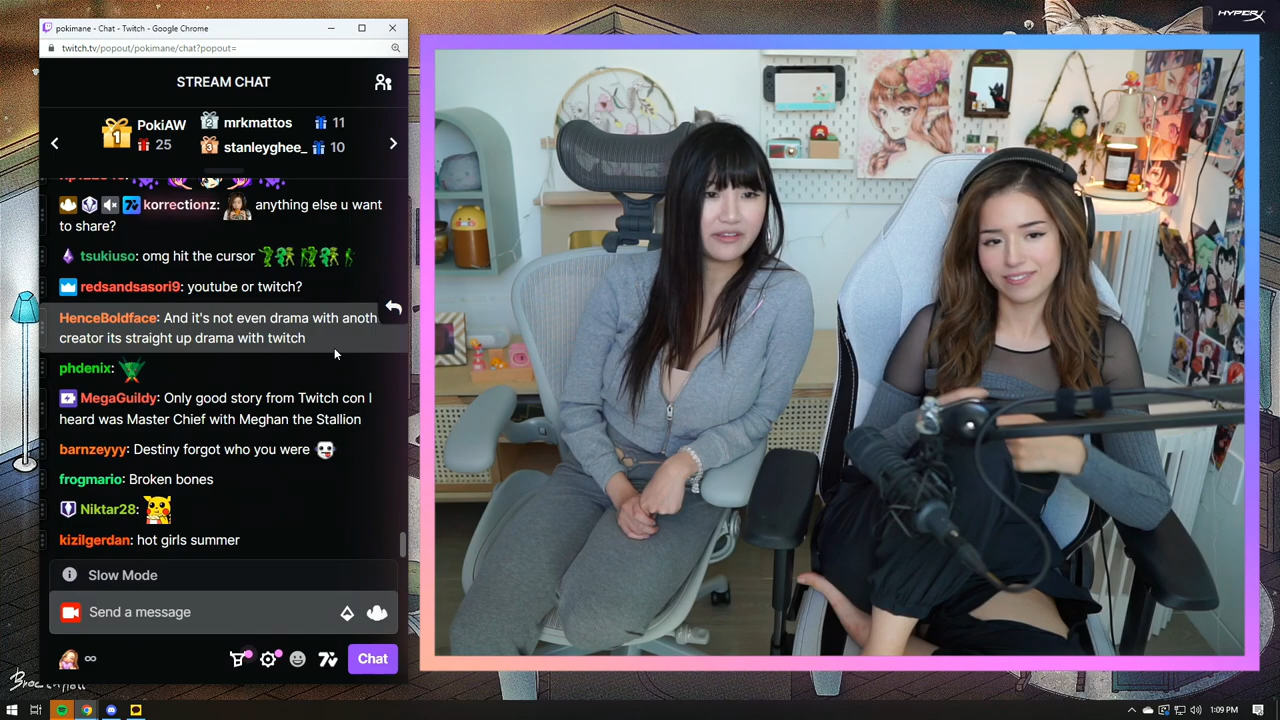 pokimane - Chat - Twitch - Google Chrome
twitch.tv/popout/pokimane/chat?popout=
HYPERX
STREAM CHAT
1 PokiAW 25
mrkmattos 11
3 stanleyghee_ 10
korrectionz: anything else u want
to share?
tsukiuso: omg hit the cursor
redsandsasori9: youtube or twitch?
HenceBoldface: And it's not even drama with anoth
creator its straight up drama with twitch
phdenix:
MegaGuildy: Only good story from Twitch con I
heard was Master Chief with Meghan the Stallion
barnzeyyy: Destiny forgot who you were
frogmario: Broken bones
Niktar28:
kizilgerdan: hot girls summer
Slow Mode
Send a message
∞
Chat
1:09 PM